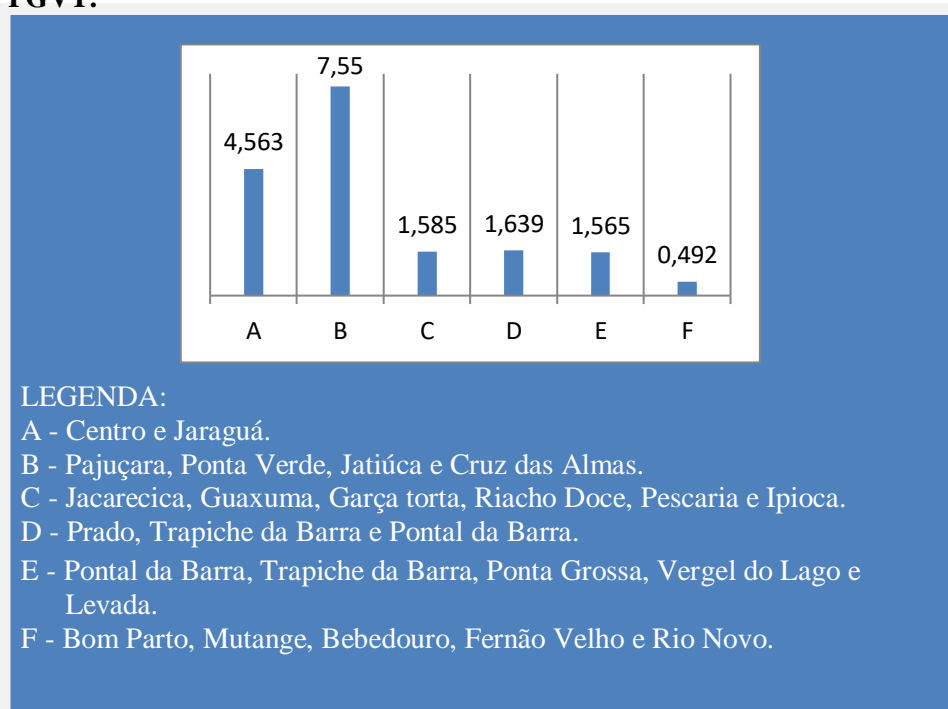 7,55
4,563
1,585 1,639 1,565
0,492
A B C D E F
LEGENDA:
A - Centro e Jaraguá.
B - Pajuçara, Ponta Verde, Jatiúca e Cruz das Almas.
C - Jacarecica, Guaxuma, Garça torta, Riacho Doce, Pescaria e Ipioca.
D - Prado, Trapiche da Barra e Pontal da Barra.
E - Pontal da Barra, Trapiche da Barra, Ponta Grossa, Vergel do Lago e
Levada.
F - Bom Parto, Mutange, Bebedouro, Fernão Velho e Rio Novo.